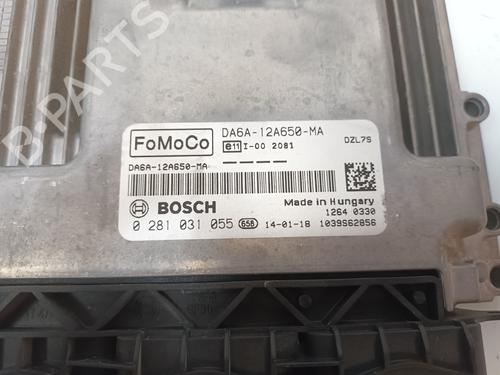 FoMoCo
DA6A-12A650-MA
e11 I-00 2081
DZL7S
DA6A-12A650-MA
BOSCH
Made in Hungary
1264 0330
0 281 031 055 658 14-01-18 1039S62856